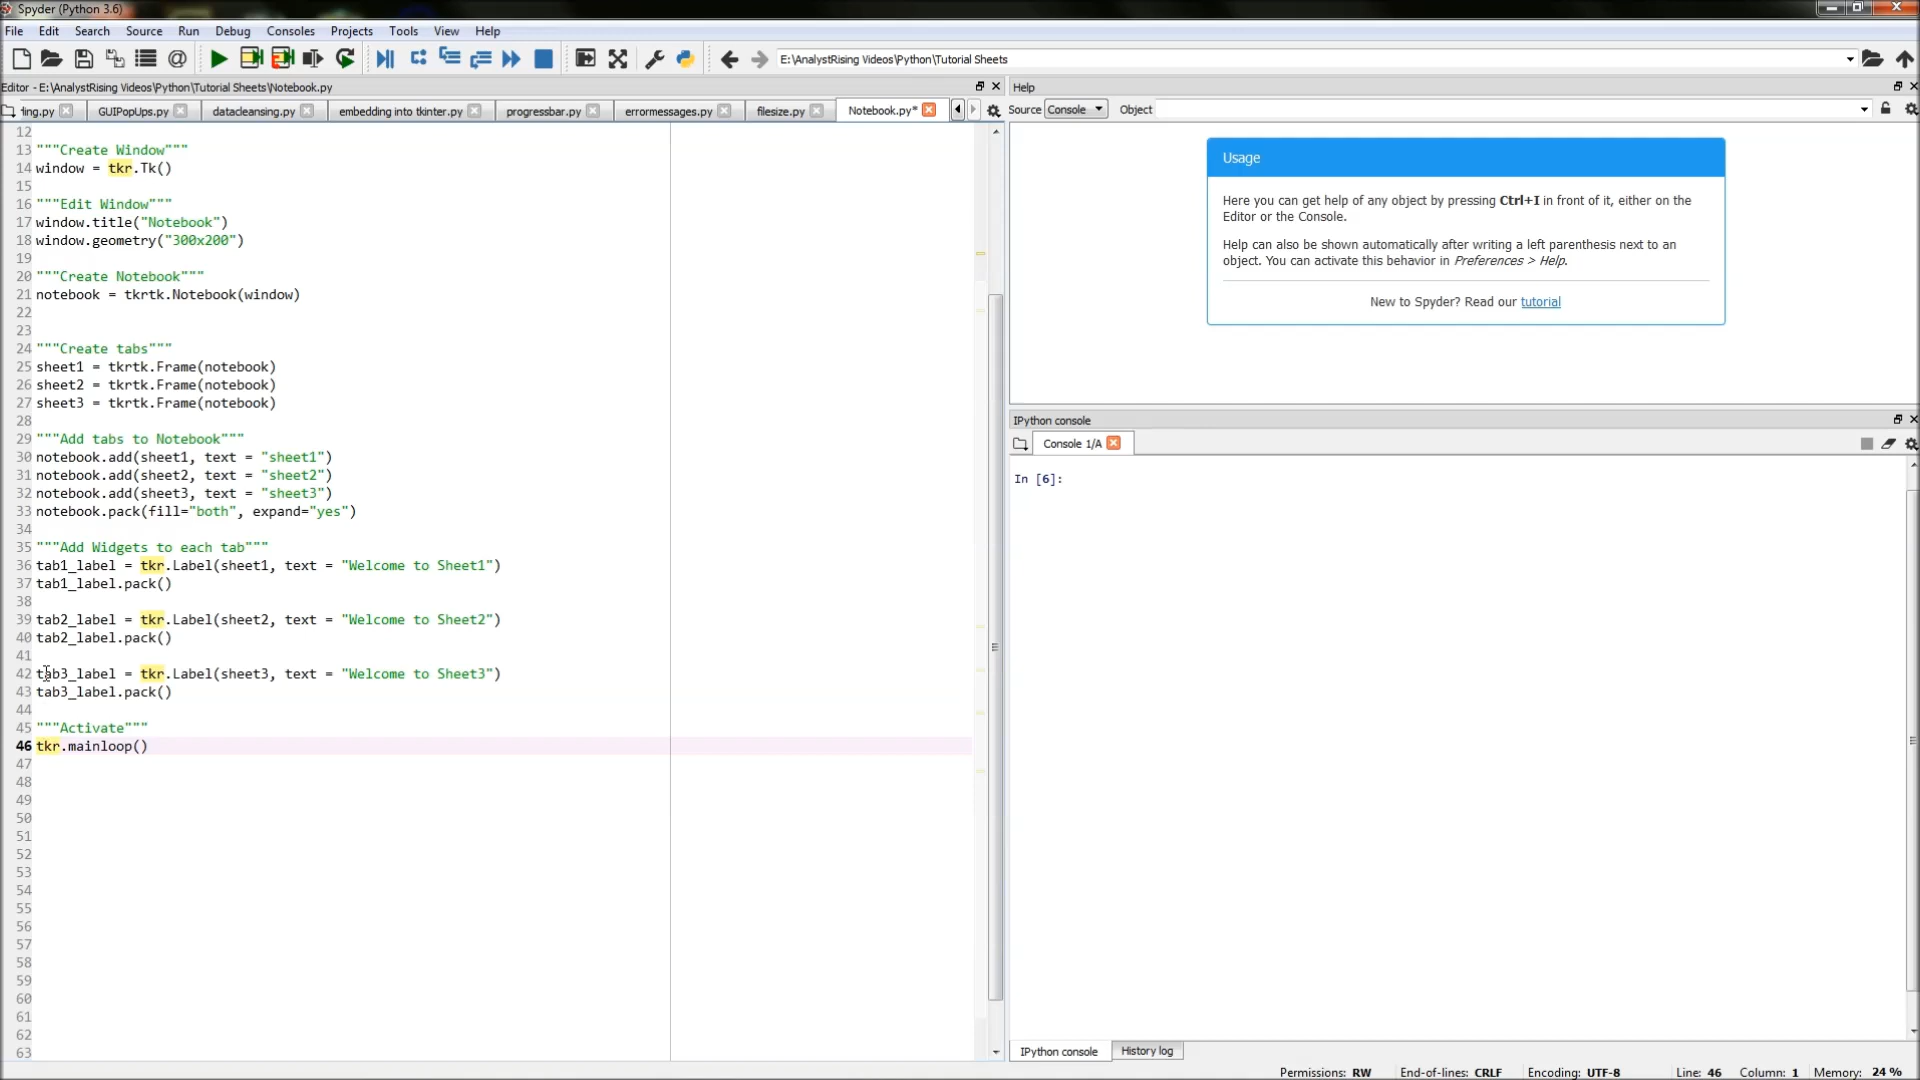 Spyder (Python 3.6)
File Edit Search Source Run Debug Consoles Projects Tools View Help
E:\AnalystRising Videos\Python\Tutorial Sheets
Editor - E:\AnalystRising Videos\Python\Tutorial Sheets\Notebook.py
ling.py GUIPopUps.py datacleansing.py embedding into tkinter.py progressbar.py errormessages.py filesize.py Notebook.py*
12
13 """Create Window"""
14 window = tkr.Tk()
15
16 """Edit Window"""
17 window.title("Notebook")
18 window.geometry("300x200")
19
20 """Create Notebook"""
21 notebook = tkrtk.Notebook(window)
22
23
24 """Create tabs"""
25 sheet1 = tkrtk.Frame(notebook)
26 sheet2 = tkrtk.Frame(notebook)
27 sheet3 = tkrtk.Frame(notebook)
28
29 """Add tabs to Notebook"""
30 notebook.add(sheet1, text = "sheet1")
31 notebook.add(sheet2, text = "sheet2")
32 notebook.add(sheet3, text = "sheet3")
33 notebook.pack(fill="both", expand="yes")
34
35 """Add Widgets to each tab"""
36 tab1_label = tkr.Label(sheet1, text = "Welcome to Sheet1")
37 tab1_label.pack()
38
39 tab2_label = tkr.Label(sheet2, text = "Welcome to Sheet2")
40 tab2_label.pack()
41
42 tab3_label = tkr.Label(sheet3, text = "Welcome to Sheet3")
43 tab3_label.pack()
44
45 """Activate"""
46 tkr.mainloop()
47
48
49
50
51
52
53
54
55
56
57
58
59
60
61
62
63
Help
Source Console Object
Usage
Here you can get help of any object by pressing Ctrl+I in front of it, either on the
Editor or the Console.
Help can also be shown automatically after writing a left parenthesis next to an
object. You can activate this behavior in Preferences > Help.
New to Spyder? Read our tutorial
IPython console
Console 1/A
In [6]:
IPython console History log
Permissions: RW End-of-lines: CRLF Encoding: UTF-8 Line: 46 Column: 1 Memory: 24 %